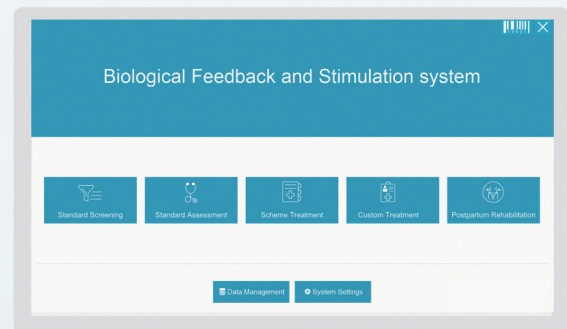 Biological Feedback and Stimulation system
Standard Screening
Standard Assessment
Scheme Treatment
Custom Treatment
Postpartum Rehabilitation
Data Management
System Settings